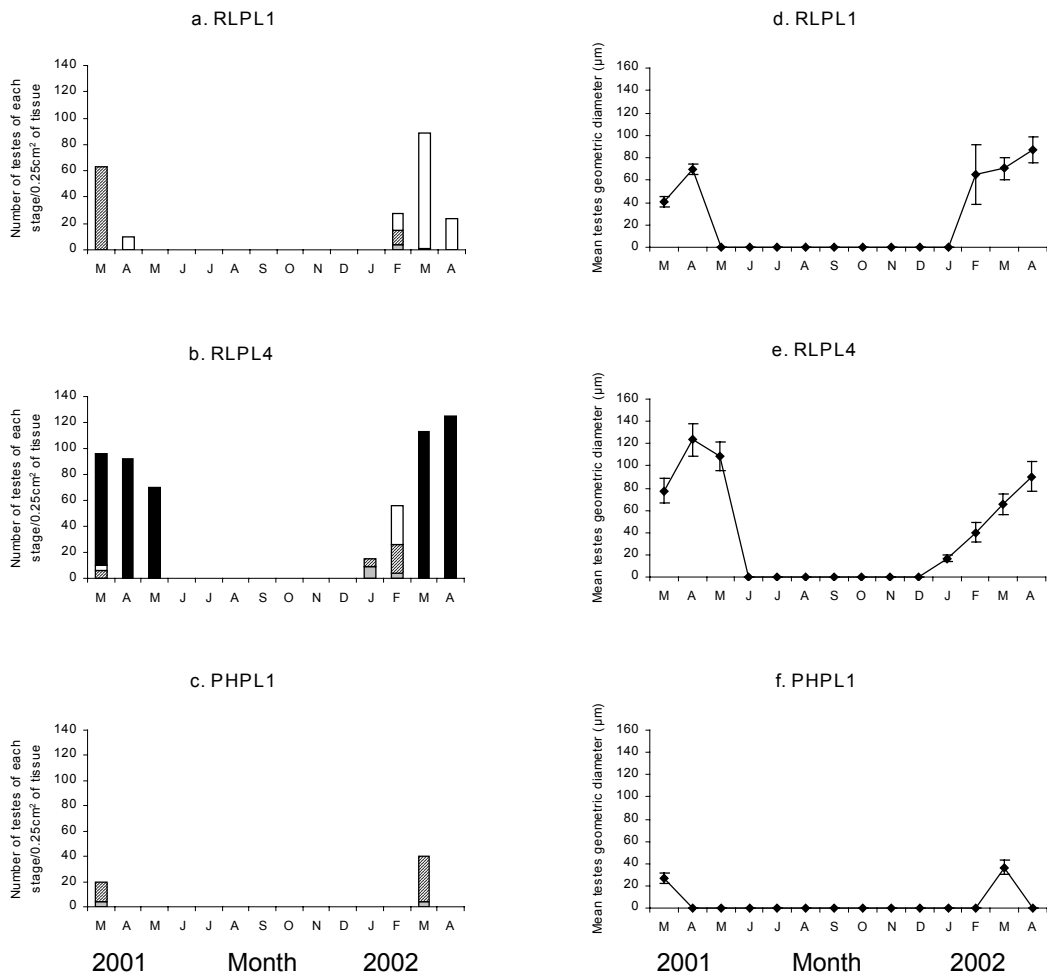 a. RLPL1
Number of testes of each
stage/0.25cm² of tissue
140
120
100
80
60
40
20
0
M A M J J A S O N D J F M A
d. RLPL1
Mean testes geometric diameter (µm)
160
140
120
100
80
60
40
20
0
M A M J J A S O N D J F M A
b. RLPL4
Number of testes of each
stage/0.25cm² of tissue
140
120
100
80
60
40
20
0
M A M J J A S O N D J F M A
e. RLPL4
Mean testes geometric diameter (µm)
160
140
120
100
80
60
40
20
0
M A M J J A S O N D J F M A
c. PHPL1
Number of testes of each
stage/0.25cm² of tissue
140
120
100
80
60
40
20
0
M A M J J A S O N D J F M A
2001 Month 2002
f. PHPL1
Mean testes geometric diameter (µm)
160
140
120
100
80
60
40
20
0
M A M J J A S O N D J F M A
2001 Month 2002